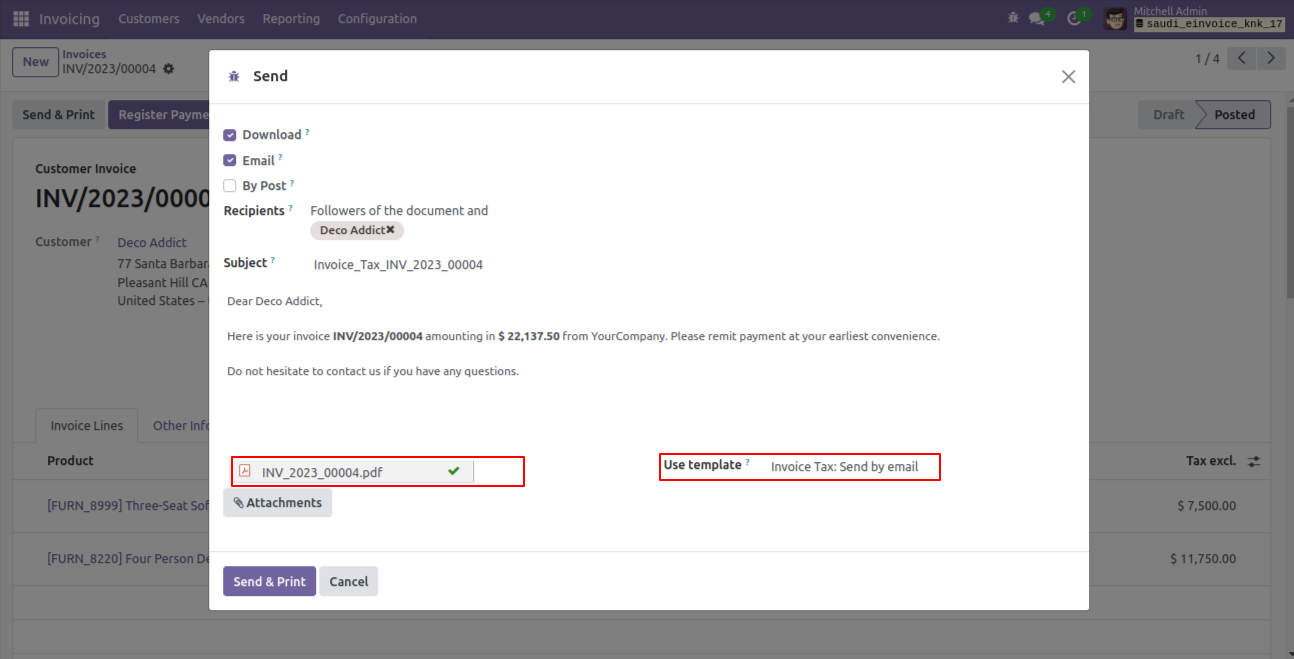 Invoicing Customers Vendors Reporting Configuration 4 1 Mitchell Admin
saudi_einvoice_knk_17
New Invoices
INV/2023/00004
1 / 4
Send
Send & Print Register Payme Draft Posted
Download ?
Email ?
By Post ?
Customer Invoice
INV/2023/0000
Recipients ? Followers of the document and
Deco Addict✖
Customer ? Deco Addict
77 Santa Barbar
Pleasant Hill CA
United States –
Subject ? Invoice_Tax_INV_2023_00004
Dear Deco Addict,
Here is your invoice INV/2023/00004 amounting in $ 22,137.50 from YourCompany. Please remit payment at your earliest convenience.
Do not hesitate to contact us if you have any questions.
Invoice Lines Other Info
Product Tax excl.
INV_2023_00004.pdf
Use template ? Invoice Tax: Send by email
Attachments
[FURN_8999] Three-Seat Sof $ 7,500.00
[FURN_8220] Four Person De $ 11,750.00
Send & Print Cancel